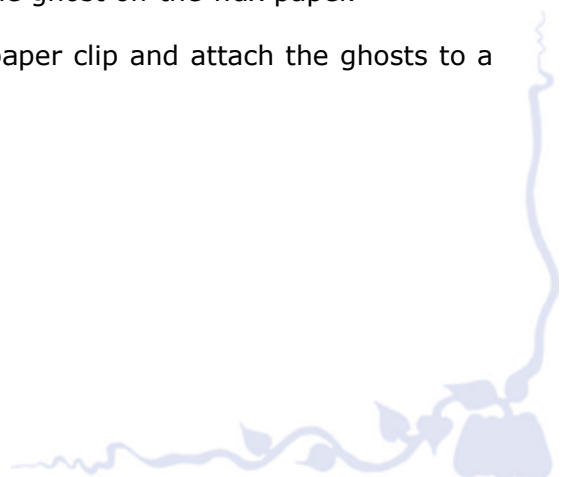 ghost on the wax paper.
paper clip and attach the ghosts to a